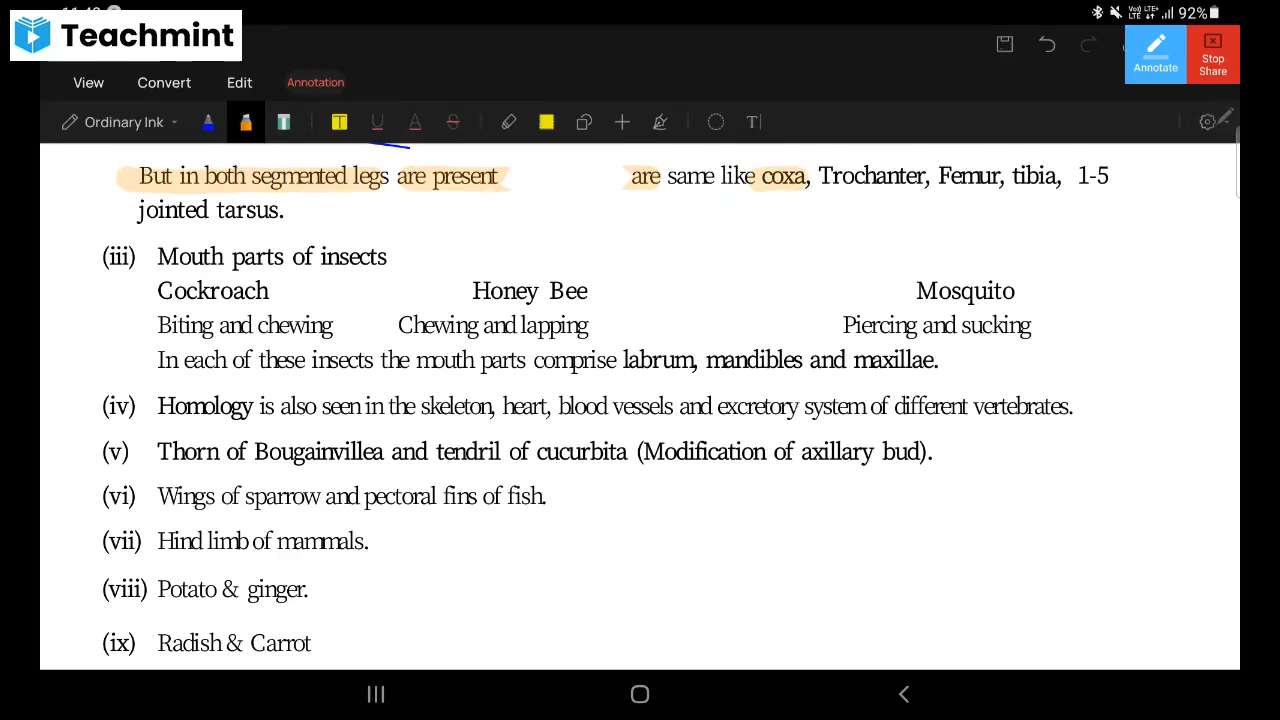 Teachmint
92%
View Convert Edit Annotation
Annotate
Stop Share
Ordinary Ink
But in both segmented legs are present are same like coxa, Trochanter, Femur, tibia, 1-5
jointed tarsus.
(iii) Mouth parts of insects
Cockroach Honey Bee Mosquito
Biting and chewing Chewing and lapping Piercing and sucking
In each of these insects the mouth parts comprise labrum, mandibles and maxillae.
(iv) Homology is also seen in the skeleton, heart, blood vessels and excretory system of different vertebrates.
(v) Thorn of Bougainvillea and tendril of cucurbita (Modification of axillary bud).
(vi) Wings of sparrow and pectoral fins of fish.
(vii) Hind limb of mammals.
(viii) Potato & ginger.
(ix) Radish & Carrot